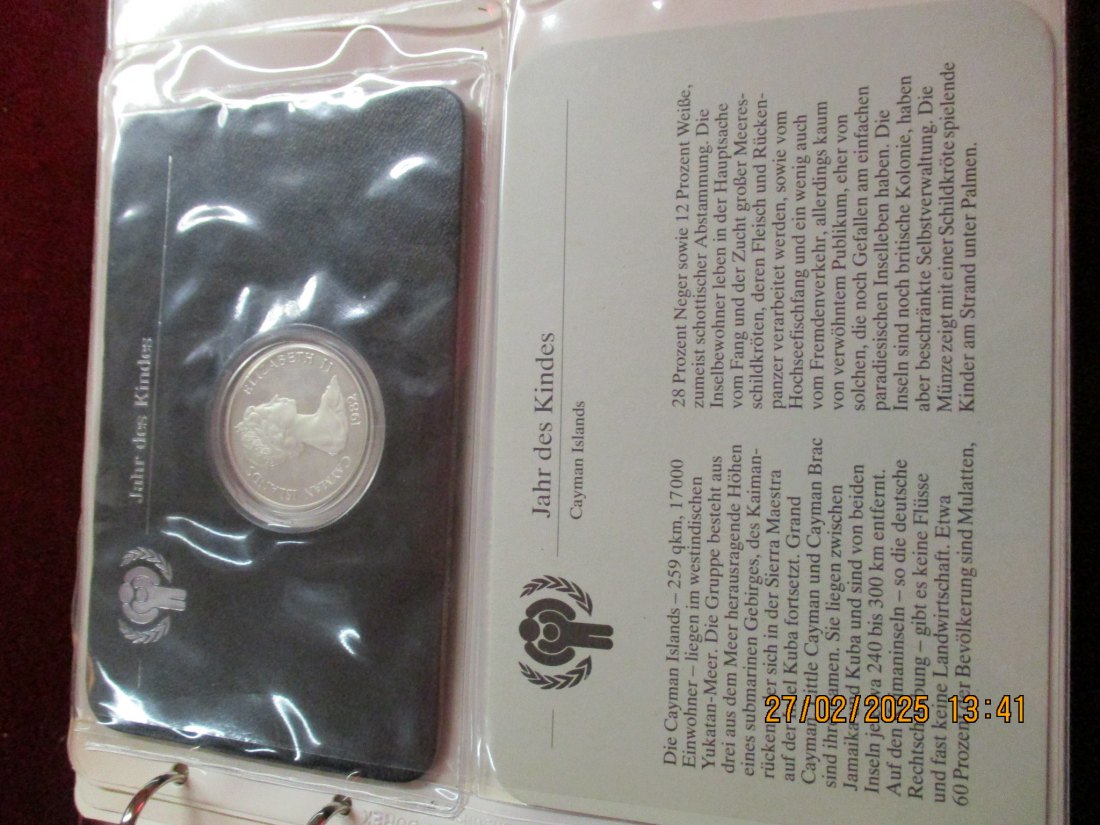 Jahr des Kindes
ELIZABETH II
CAYMAN ISLANDS
1982
Jahr des Kindes
Cayman Islands
Die Cayman Islands – 259 qkm, 17000
Einwohner – liegen im westindischen
Yukatan-Meer. Die Gruppe besteht aus
drei aus dem Meer herausragende Höhen
eines submarinen Gebirges, des Kaiman-
rückens, der sich in der Sierra Maestra
auf der Insel Kuba fortsetzt. Grand
Cayman, Little Cayman und Cayman Brac
sind ihre Namen. Sie liegen zwischen
Jamaika und Kuba und sind von beiden
Inseln je etwa 240 bis 300 km entfernt.
Auf den Kaimaninseln – so die deutsche
Rechtschreibung – gibt es keine Flüsse
und fast keine Landwirtschaft. Etwa
60 Prozent der Bevölkerung sind Mulatten,
28 Prozent Neger sowie 12 Prozent Weiße,
zumeist schottischer Abstammung. Die
Inselbewohner leben in der Hauptsache
vom Fang und der Zucht großer Meeres-
schildkröten, deren Fleisch und Rücken-
panzer verarbeitet werden, sowie vom
Hochseefischfang und ein wenig auch
vom Fremdenverkehr, allerdings kaum
von verwöhntem Publikum, eher von
solchen, die noch Gefallen am einfachen
paradiesischen Inselleben haben. Die
Inseln sind noch britische Kolonie, haben
aber beschränkte Selbstverwaltung. Die
Münze zeigt mit einer Schildkröte spielende
Kinder am Strand unter Palmen.
27/02/2025 13:41